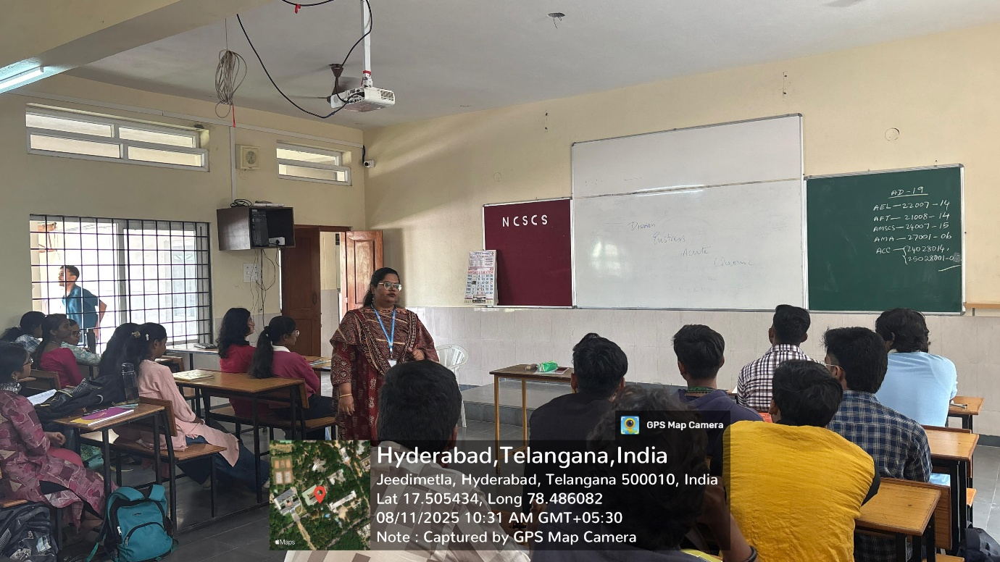 NCSCS
Distress
Eustress
Acute
Chronic
AD-19
AEL — 22007-14
AFT — 21008-14
AMSCS — 24007-15
AMA — 27001-06
ACC — 24028014,
25028001-0
GPS Map Camera
Hyderabad,Telangana,India
Jeedimetla, Hyderabad, Telangana 500010, India
Lat 17.505434, Long 78.486082
08/11/2025 10:31 AM GMT+05:30
Note : Captured by GPS Map Camera
Maps